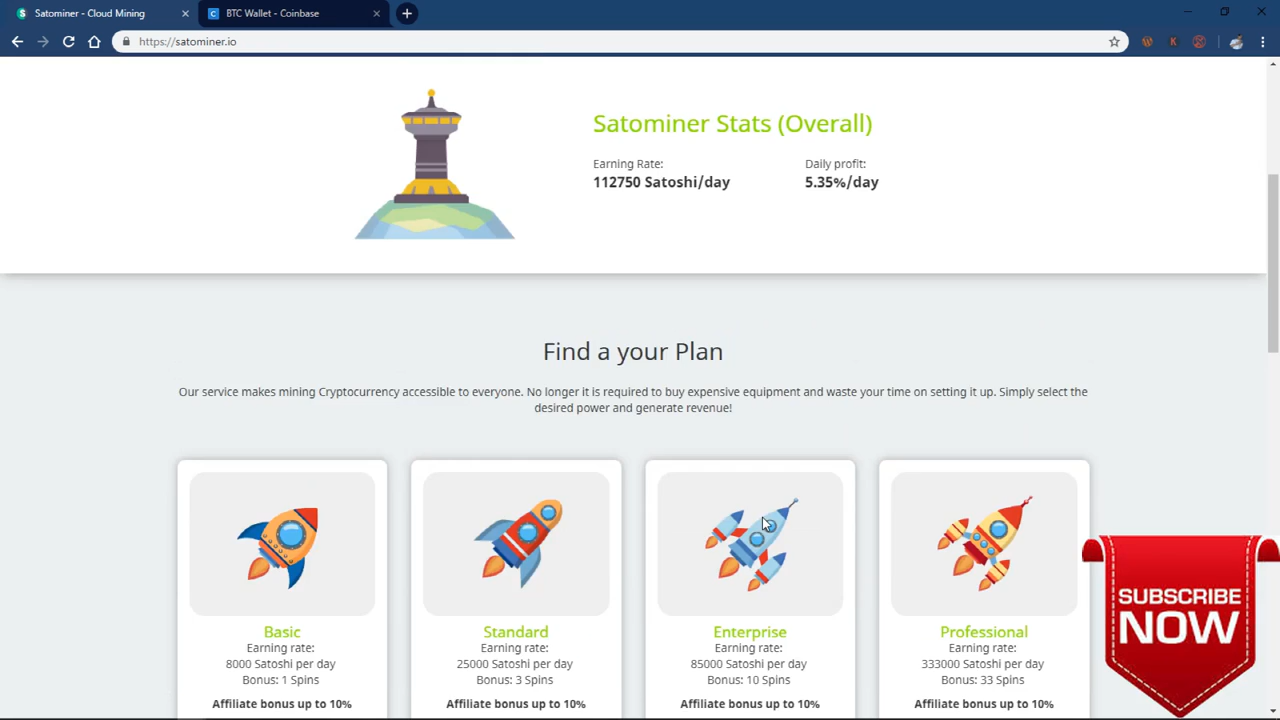 Satominer - Cloud Mining
BTC Wallet - Coinbase
https://satominer.io
Satominer Stats (Overall)
Earning Rate:
112750 Satoshi/day
Daily profit:
5.35%/day
Find a your Plan
Our service makes mining Cryptocurrency accessible to everyone. No longer it is required to buy expensive equipment and waste your time on setting it up. Simply select the
desired power and generate revenue!
Basic
Earning rate:
8000 Satoshi per day
Bonus: 1 Spins
Affiliate bonus up to 10%
Standard
Earning rate:
25000 Satoshi per day
Bonus: 3 Spins
Affiliate bonus up to 10%
Enterprise
Earning rate:
85000 Satoshi per day
Bonus: 10 Spins
Affiliate bonus up to 10%
Professional
Earning rate:
333000 Satoshi per day
Bonus: 33 Spins
Affiliate bonus up to 10%
SUBSCRIBE
NOW